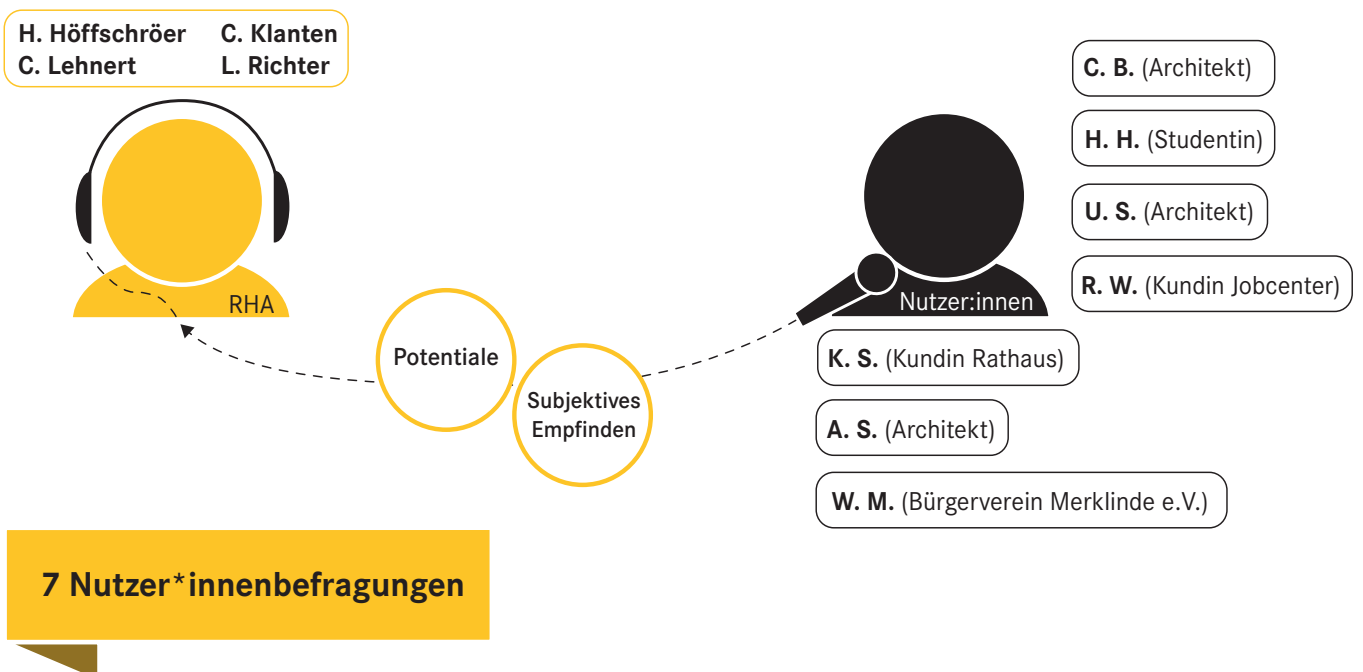 H. Höffschröer C. Klanten
C. Lehnert L. Richter
RHA
Potentiale
Subjektives
Empfinden
Nutzer:innen
C. B. (Architekt)
H. H. (Studentin)
U. S. (Architekt)
R. W. (Kundin Jobcenter)
K. S. (Kundin Rathaus)
A. S. (Architekt)
W. M. (Bürgerverein Merklinde e.V.)
7 Nutzer*innenbefragungen